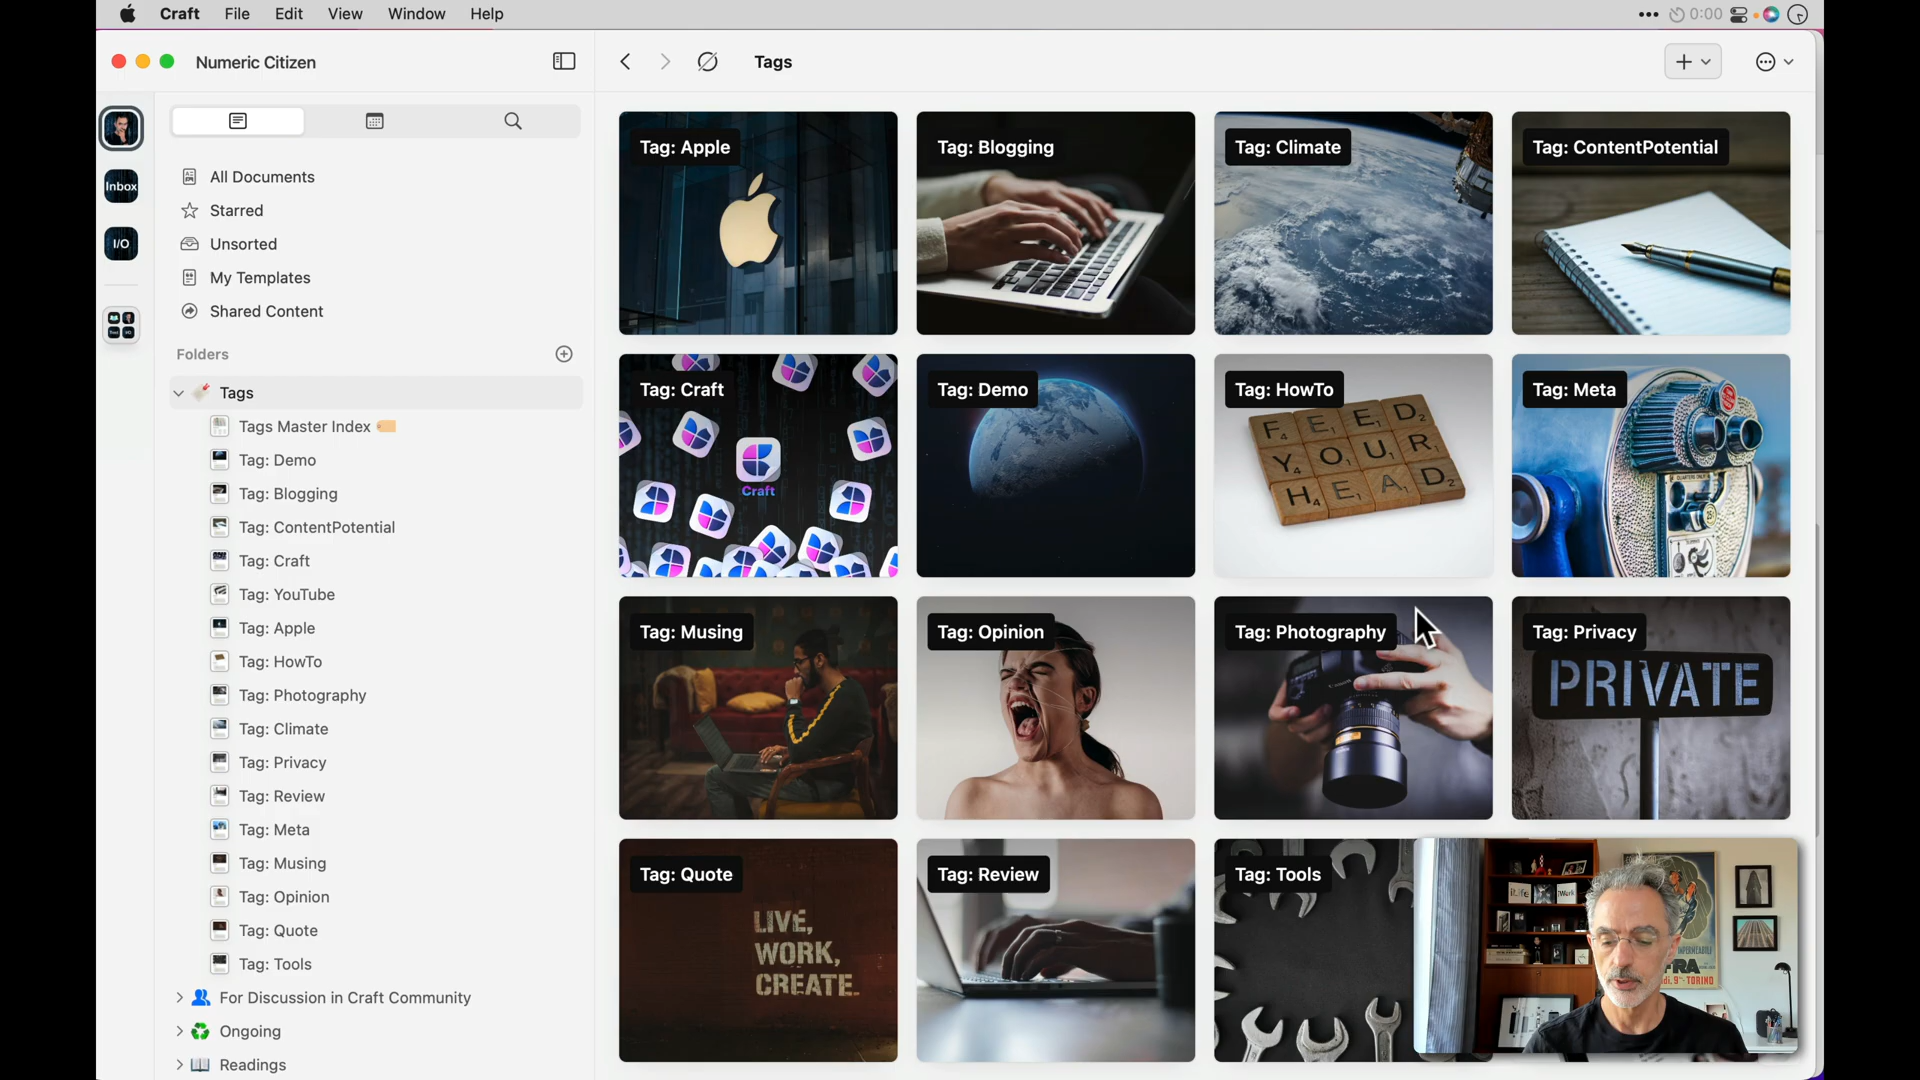 Craft File Edit View Window Help
0:00
Numeric Citizen
Tags
Inbox
I/O
All Documents
Starred
Unsorted
My Templates
Shared Content
Folders
Tags
Tags Master Index
Tag: Demo
Tag: Blogging
Tag: ContentPotential
Tag: Craft
Tag: YouTube
Tag: Apple
Tag: HowTo
Tag: Photography
Tag: Climate
Tag: Privacy
Tag: Review
Tag: Meta
Tag: Musing
Tag: Opinion
Tag: Quote
Tag: Tools
For Discussion in Craft Community
Ongoing
Readings
Tag: Apple
Tag: Blogging
Tag: Climate
Tag: ContentPotential
Tag: Craft
Craft
Tag: Demo
Tag: HowTo
FEED
YOUR
HEAD
Tag: Meta
Tag: Musing
Tag: Opinion
Tag: Photography
Tag: Privacy
PRIVATE
Tag: Quote
LIVE,
WORK,
CREATE.
Tag: Review
Tag: Tools
iLife
iWork